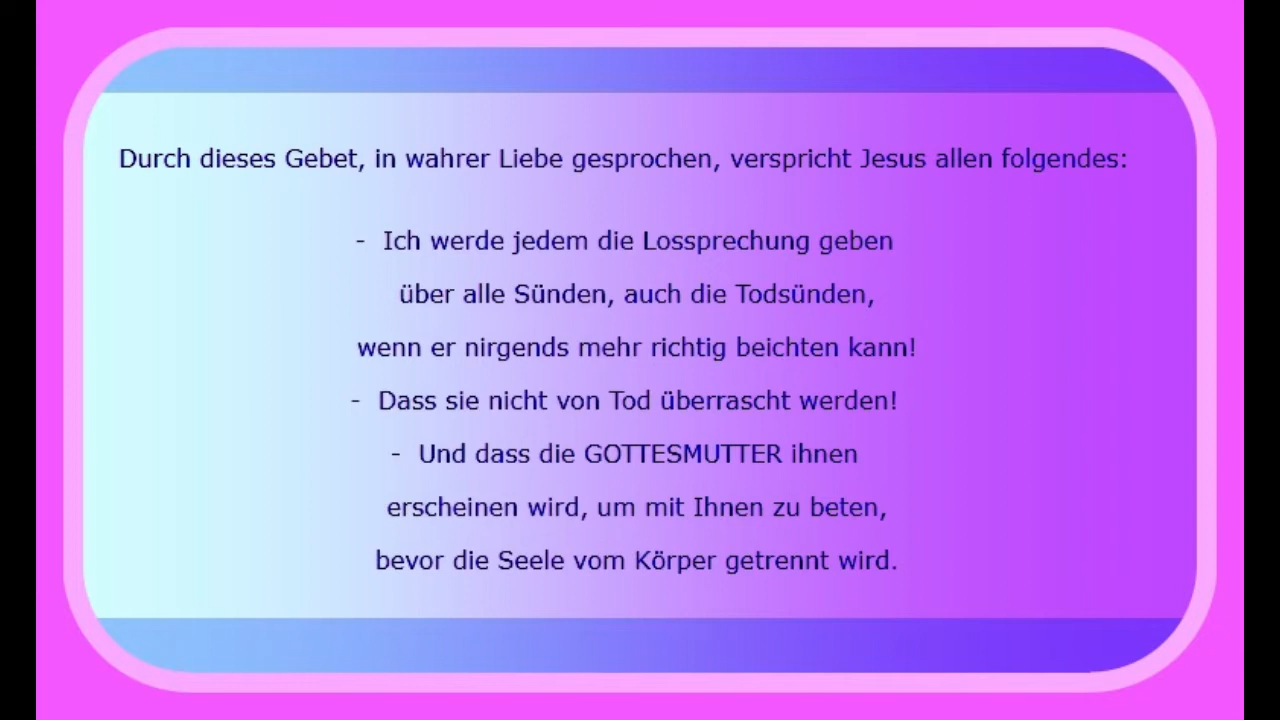 Durch dieses Gebet, in wahrer Liebe gesprochen, verspricht Jesus allen folgendes:
- Ich werde jedem die Lossprechung geben
über alle Sünden, auch die Todsünden,
wenn er nirgends mehr richtig beichten kann!
- Dass sie nicht von Tod überrascht werden!
- Und dass die GOTTESMUTTER ihnen
erscheinen wird, um mit Ihnen zu beten,
bevor die Seele vom Körper getrennt wird.